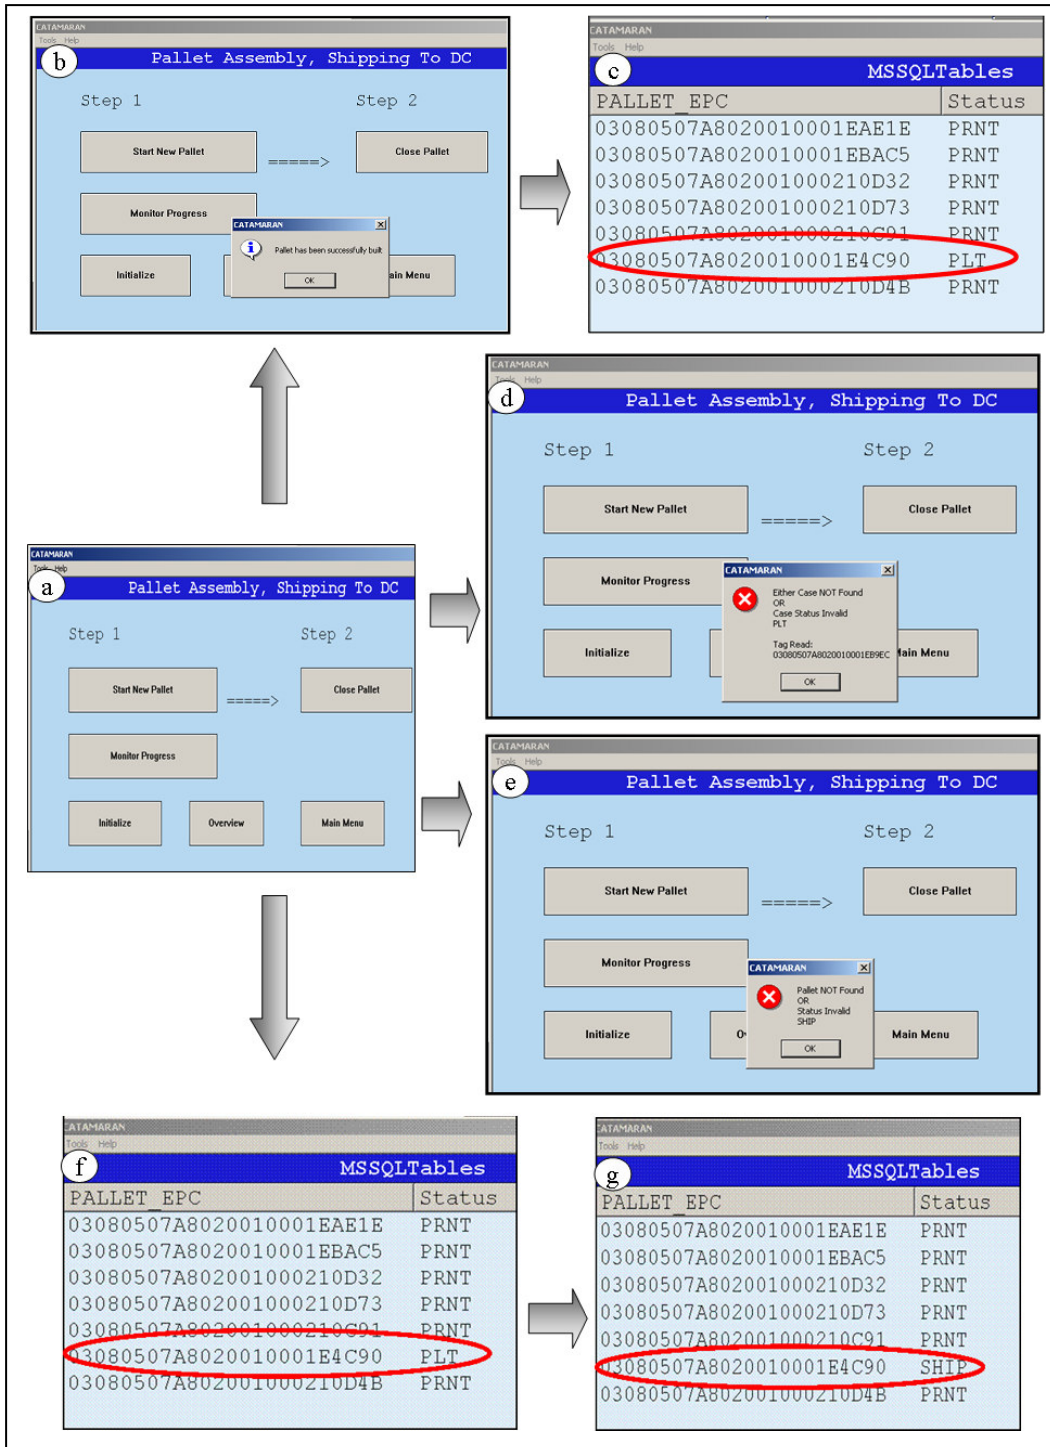 CATAMARAN
Tools Help
b
Pallet Assembly, Shipping To DC
Step 1
Step 2
Start New Pallet
=====>
Close Pallet
Monitor Progress
CATAMARAN
Pallet has been successfully built
OK
Initialize
ain Menu
CATAMARAN
Tools Help
c
MSSQLTables
PALLET_EPC Status
03080507A8020010001EAE1E PRNT
03080507A8020010001EBAC5 PRNT
03080507A802001000210D32 PRNT
03080507A802001000210D73 PRNT
03080507A802001000210C91 PRNT
03080507A8020010001E4C90 PLT
03080507A802001000210D4B PRNT
CATAMARAN
Tools Help
d
Pallet Assembly, Shipping To DC
Step 1
Step 2
Start New Pallet
=====>
Close Pallet
Monitor Progress
CATAMARAN
Either Case NOT Found
OR
Case Status Invalid
PLT
Tag Read:
03080507A8020010001EB9EC
OK
Initialize
Main Menu
CATAMARAN
Tools Help
a
Pallet Assembly, Shipping To DC
Step 1
Step 2
Start New Pallet
=====>
Close Pallet
Monitor Progress
Initialize
Overview
Main Menu
CATAMARAN
Tools Help
e
Pallet Assembly, Shipping To DC
Step 1
Step 2
Start New Pallet
=====>
Close Pallet
Monitor Progress
CATAMARAN
Pallet NOT Found
OR
Status Invalid
SHIP
OK
Initialize
O
Main Menu
CATAMARAN
Tools Help
f
MSSQLTables
PALLET_EPC Status
03080507A8020010001EAE1E PRNT
03080507A8020010001EBAC5 PRNT
03080507A802001000210D32 PRNT
03080507A802001000210D73 PRNT
03080507A802001000210C91 PRNT
03080507A8020010001E4C90 PLT
03080507A802001000210D4B PRNT
CATAMARAN
Tools Help
g
MSSQLTables
PALLET_EPC Status
03080507A8020010001EAE1E PRNT
03080507A8020010001EBAC5 PRNT
03080507A802001000210D32 PRNT
03080507A802001000210D73 PRNT
03080507A802001000210C91 PRNT
03080507A8020010001E4C90 SHIP
03080507A802001000210D4B PRNT